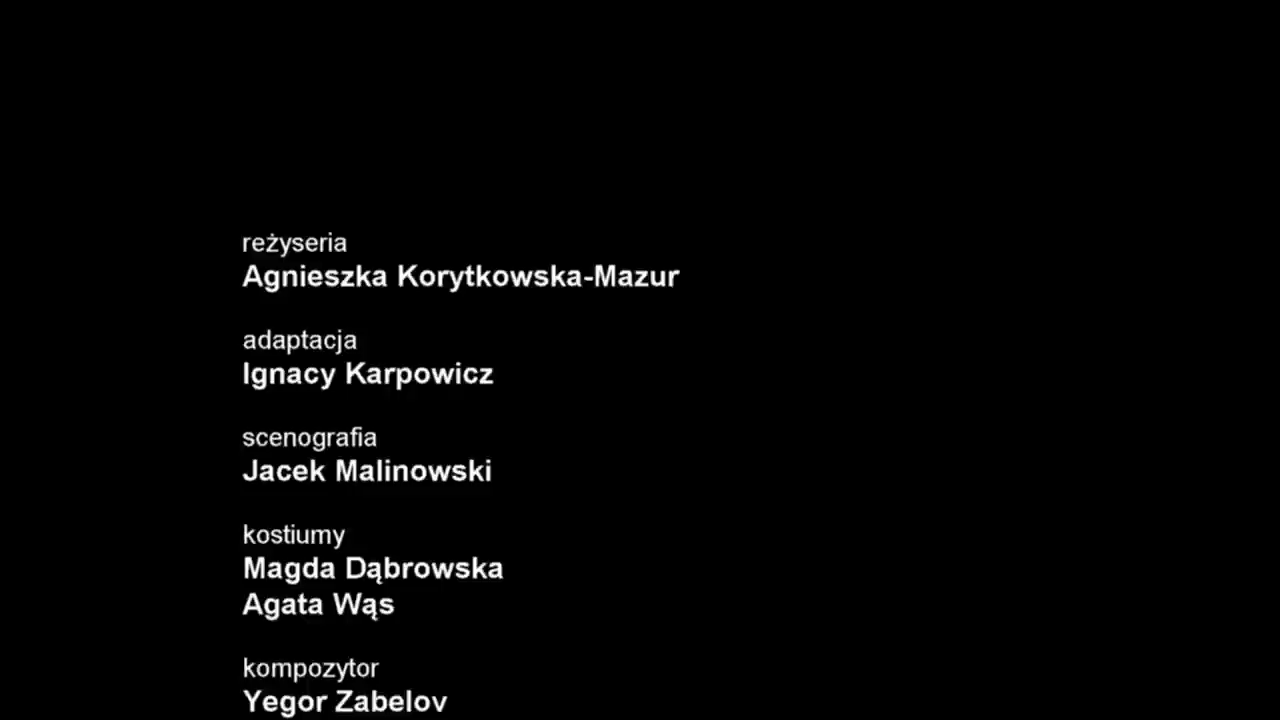 reżyseria
Agnieszka Korytkowska-Mazur
adaptacja
Ignacy Karpowicz
scenografia
Jacek Malinowski
kostiumy
Magda Dąbrowska
Agata Wąs
kompozytor
Yegor Zabelov